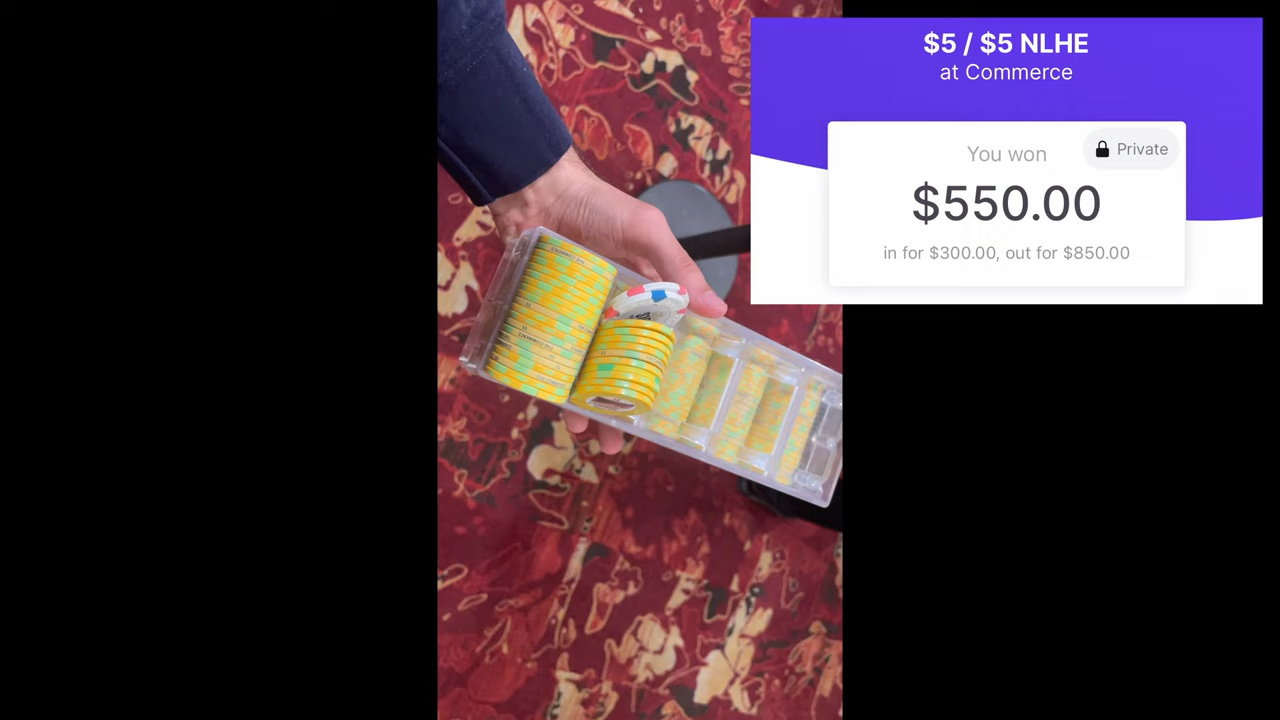 $5 / $5 NLHE
at Commerce
You won
Private
$550.00
in for $300.00, out for $850.00